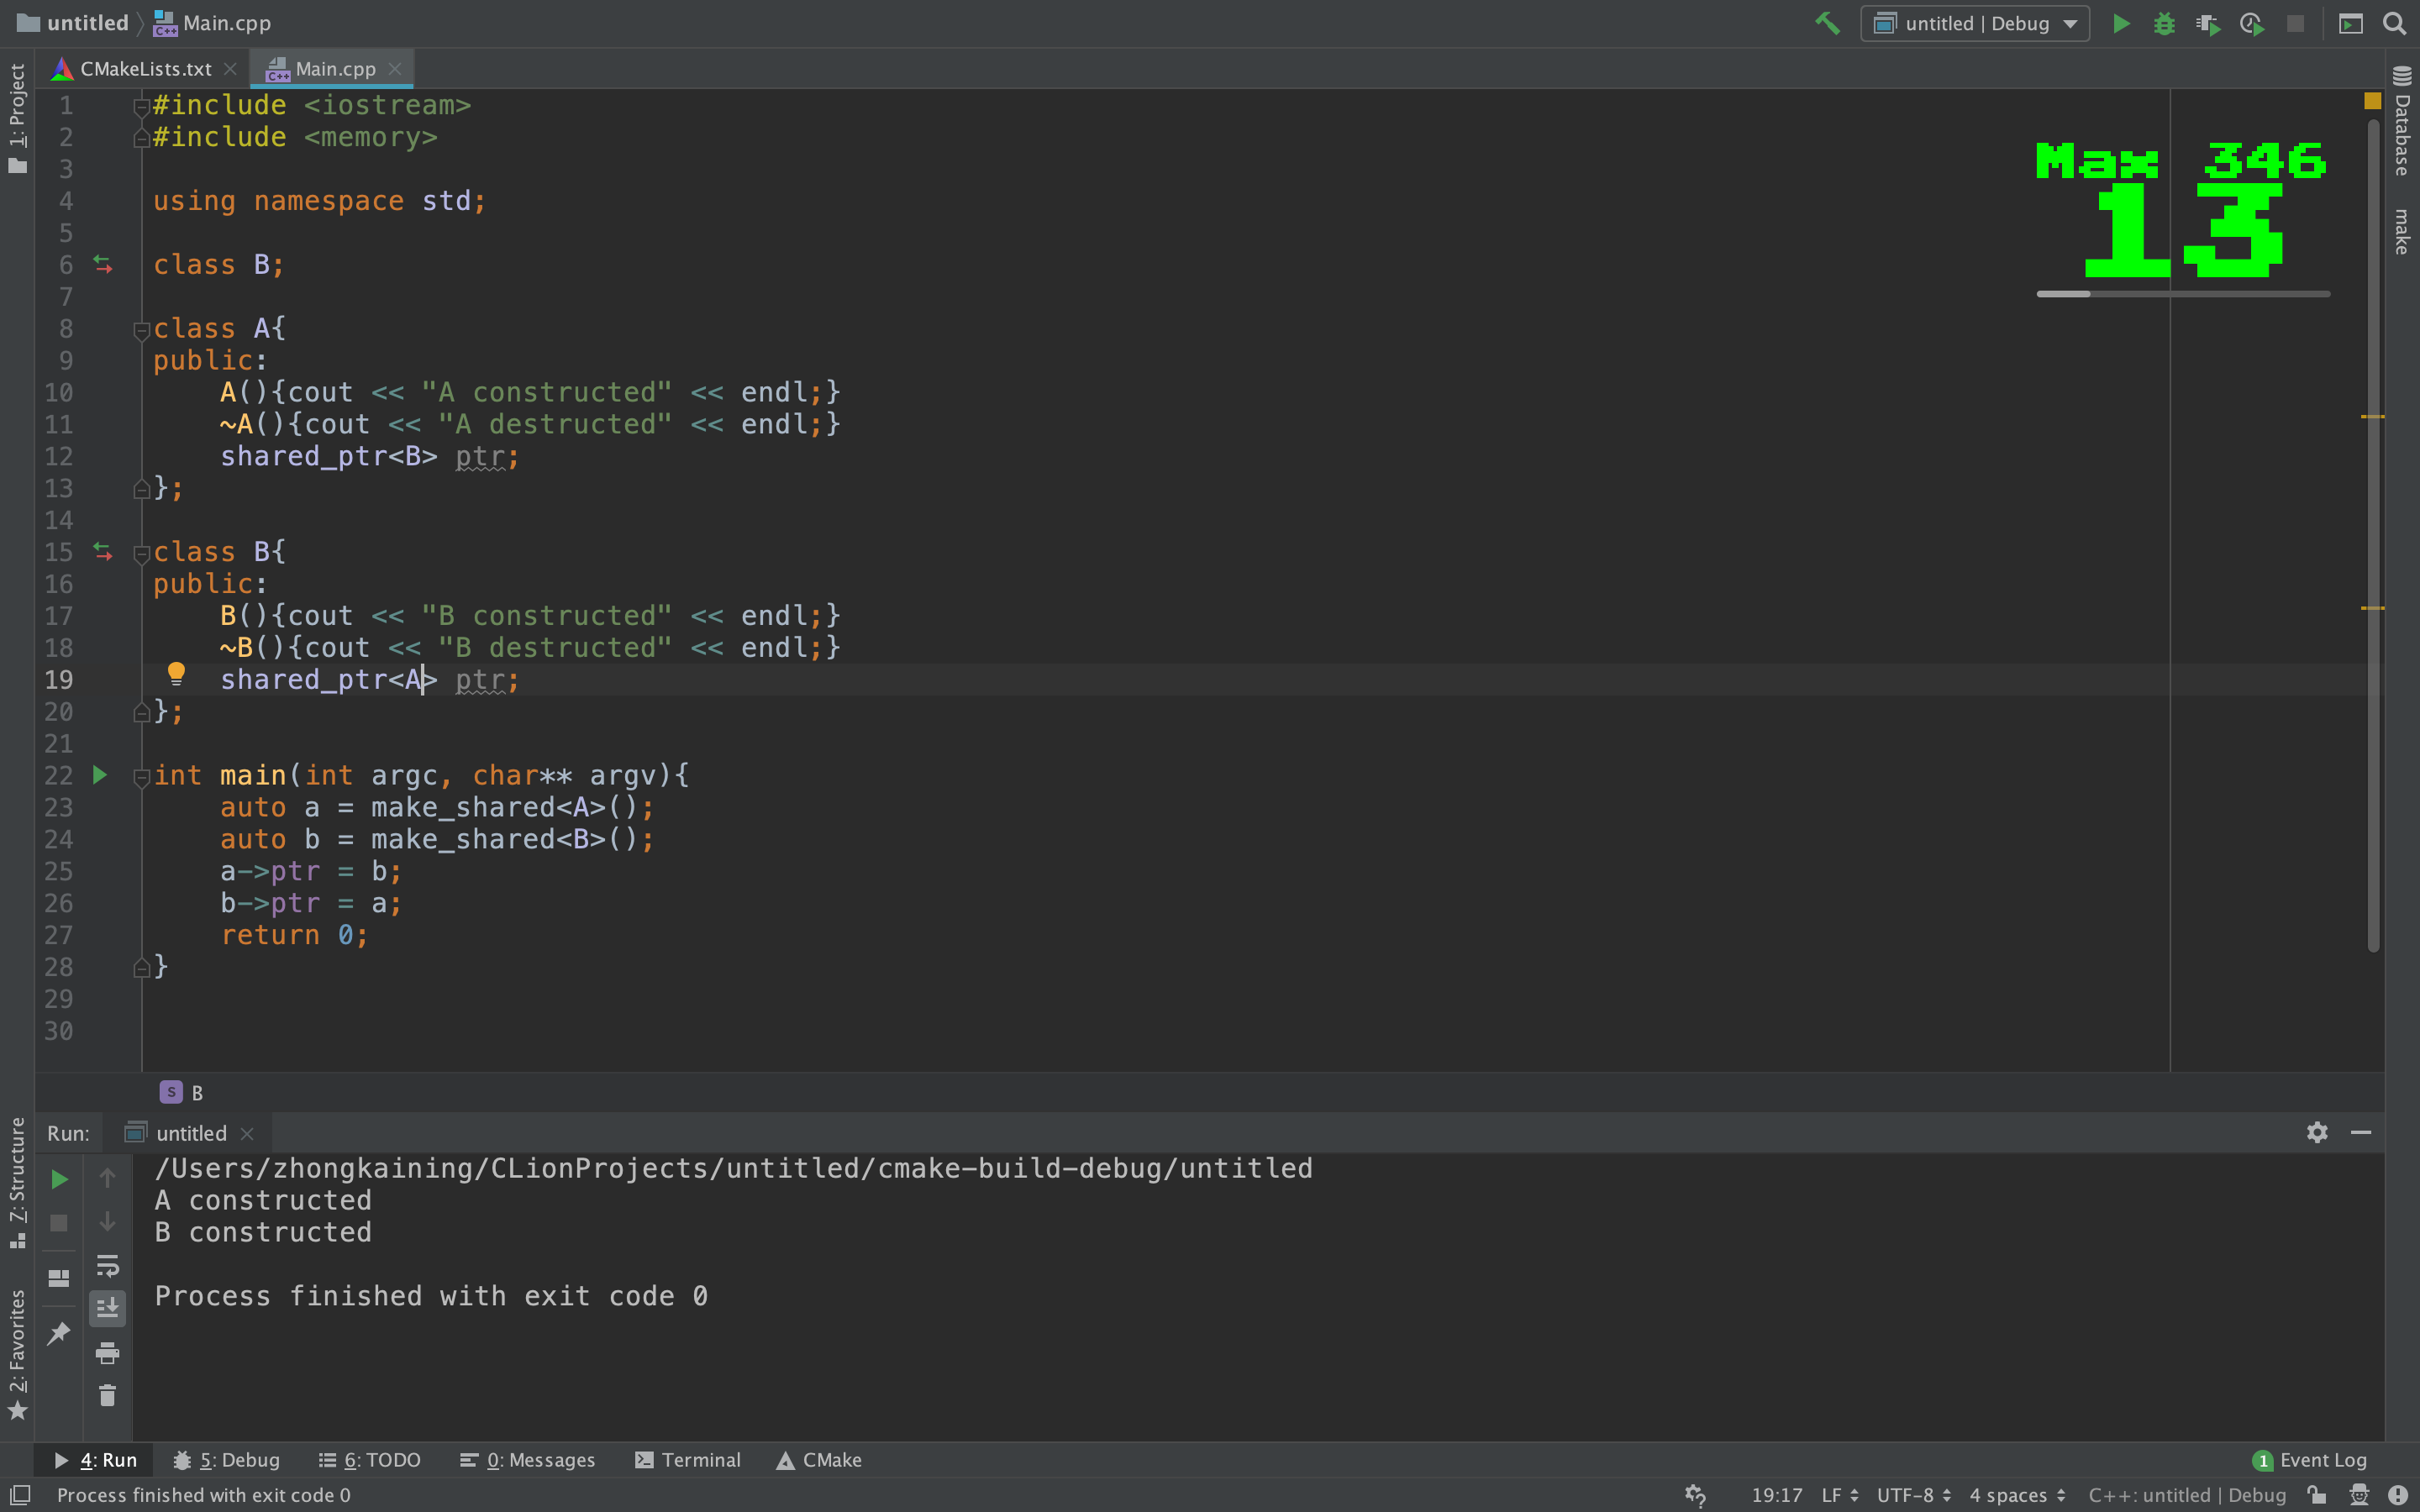 untitled Main.cpp untitled | Debug
CMakeLists.txt Main.cpp
1: Project
Database
make
Max 346
13
1 #include <iostream>
2 #include <memory>
3
4 using namespace std;
5
6 class B;
7
8 class A{
9 public:
10 A(){cout << "A constructed" << endl;}
11 ~A(){cout << "A destructed" << endl;}
12 shared_ptr<B> ptr;
13 };
14
15 class B{
16 public:
17 B(){cout << "B constructed" << endl;}
18 ~B(){cout << "B destructed" << endl;}
19 shared_ptr<A> ptr;
20 };
21
22 int main(int argc, char** argv){
23 auto a = make_shared<A>();
24 auto b = make_shared<B>();
25 a->ptr = b;
26 b->ptr = a;
27 return 0;
28 }
29
30
S B
7: Structure
2: Favorites
Run: untitled
/Users/zhongkaining/CLionProjects/untitled/cmake-build-debug/untitled
A constructed
B constructed
Process finished with exit code 0
4: Run 5: Debug 6: TODO 0: Messages Terminal CMake 1 Event Log
Process finished with exit code 0 19:17 LF UTF-8 4 spaces C++: untitled | Debug